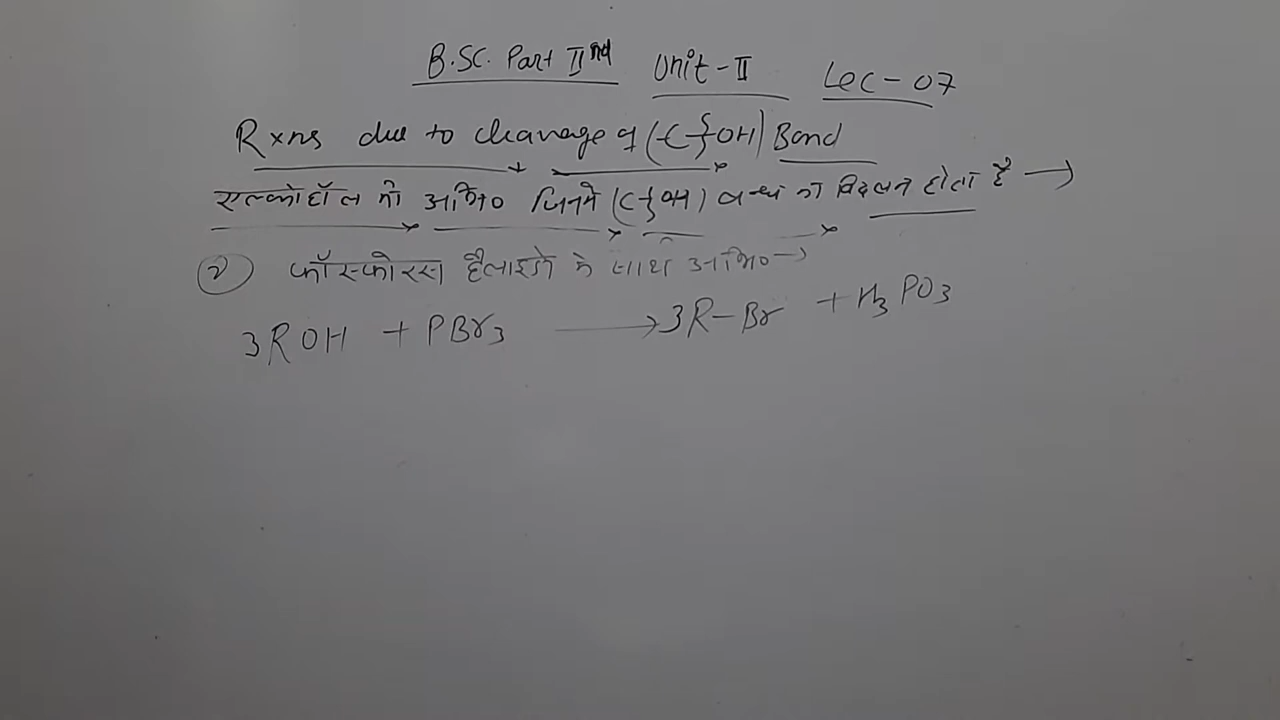 B.SC. Part IInd Unit-II Lec-07
Rxns due to cleavage of (-C-}OH) Bond
एल्कोहॉल की अभि० जिनमे (C-}OH) बन्ध का विदलन होता है →
(2) फॉस्फोरस हैलाइडो के साथ अभि० →
3ROH + PBr3 → 3R-Br + H3PO3